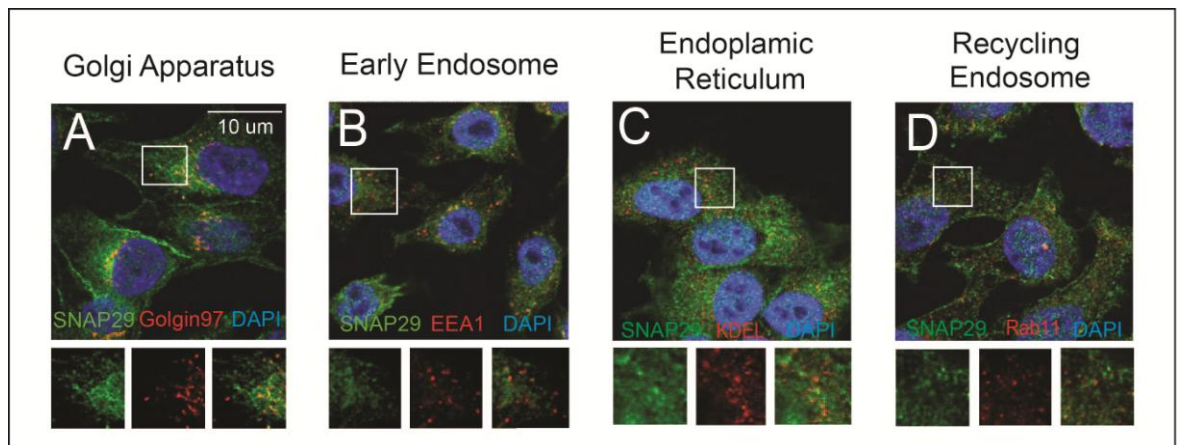 Golgi Apparatus
Early Endosome
Endoplamic
Reticulum
Recycling
Endosome
A
10 um
SNAP29 Golgin97 DAPI
B
SNAP29 EEA1 DAPI
C
SNAP29 KDEL DAPI
D
SNAP29 Rab11 DAPI